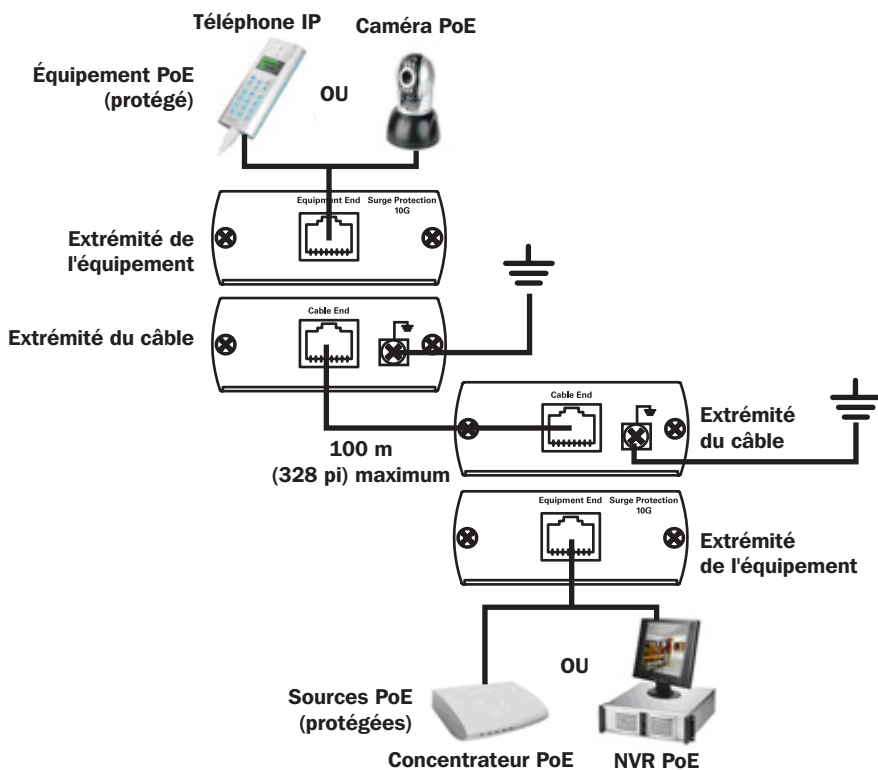 Téléphone IP
Caméra PoE
Équipement PoE
(protégé)
OU
Equipment End
Surge Protection
10G
Extrémité de
l'équipement
Cable End
Extrémité du câble
Cable End
Extrémité
du câble
100 m
(328 pi) maximum
Equipment End
Surge Protection
10G
Extrémité
de l'équipement
OU
Sources PoE
(protégées)
Concentrateur PoE
NVR PoE